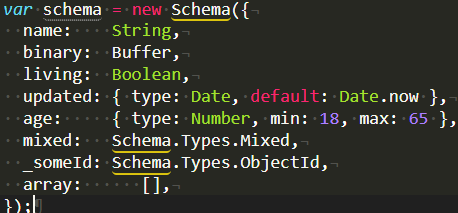 var schema = new Schema({
  name:    String,
  binary:  Buffer,
  living:  Boolean,
  updated: { type: Date, default: Date.now },
  age:     { type: Number, min: 18, max: 65 },
  mixed:   Schema.Types.Mixed,
  _someId: Schema.Types.ObjectId,
  array:      [],
});